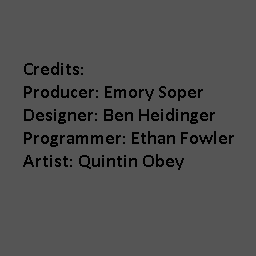 Credits:
Producer: Emory Soper
Designer: Ben Heidinger
Programmer: Ethan Fowler
Artist: Quintin Obey